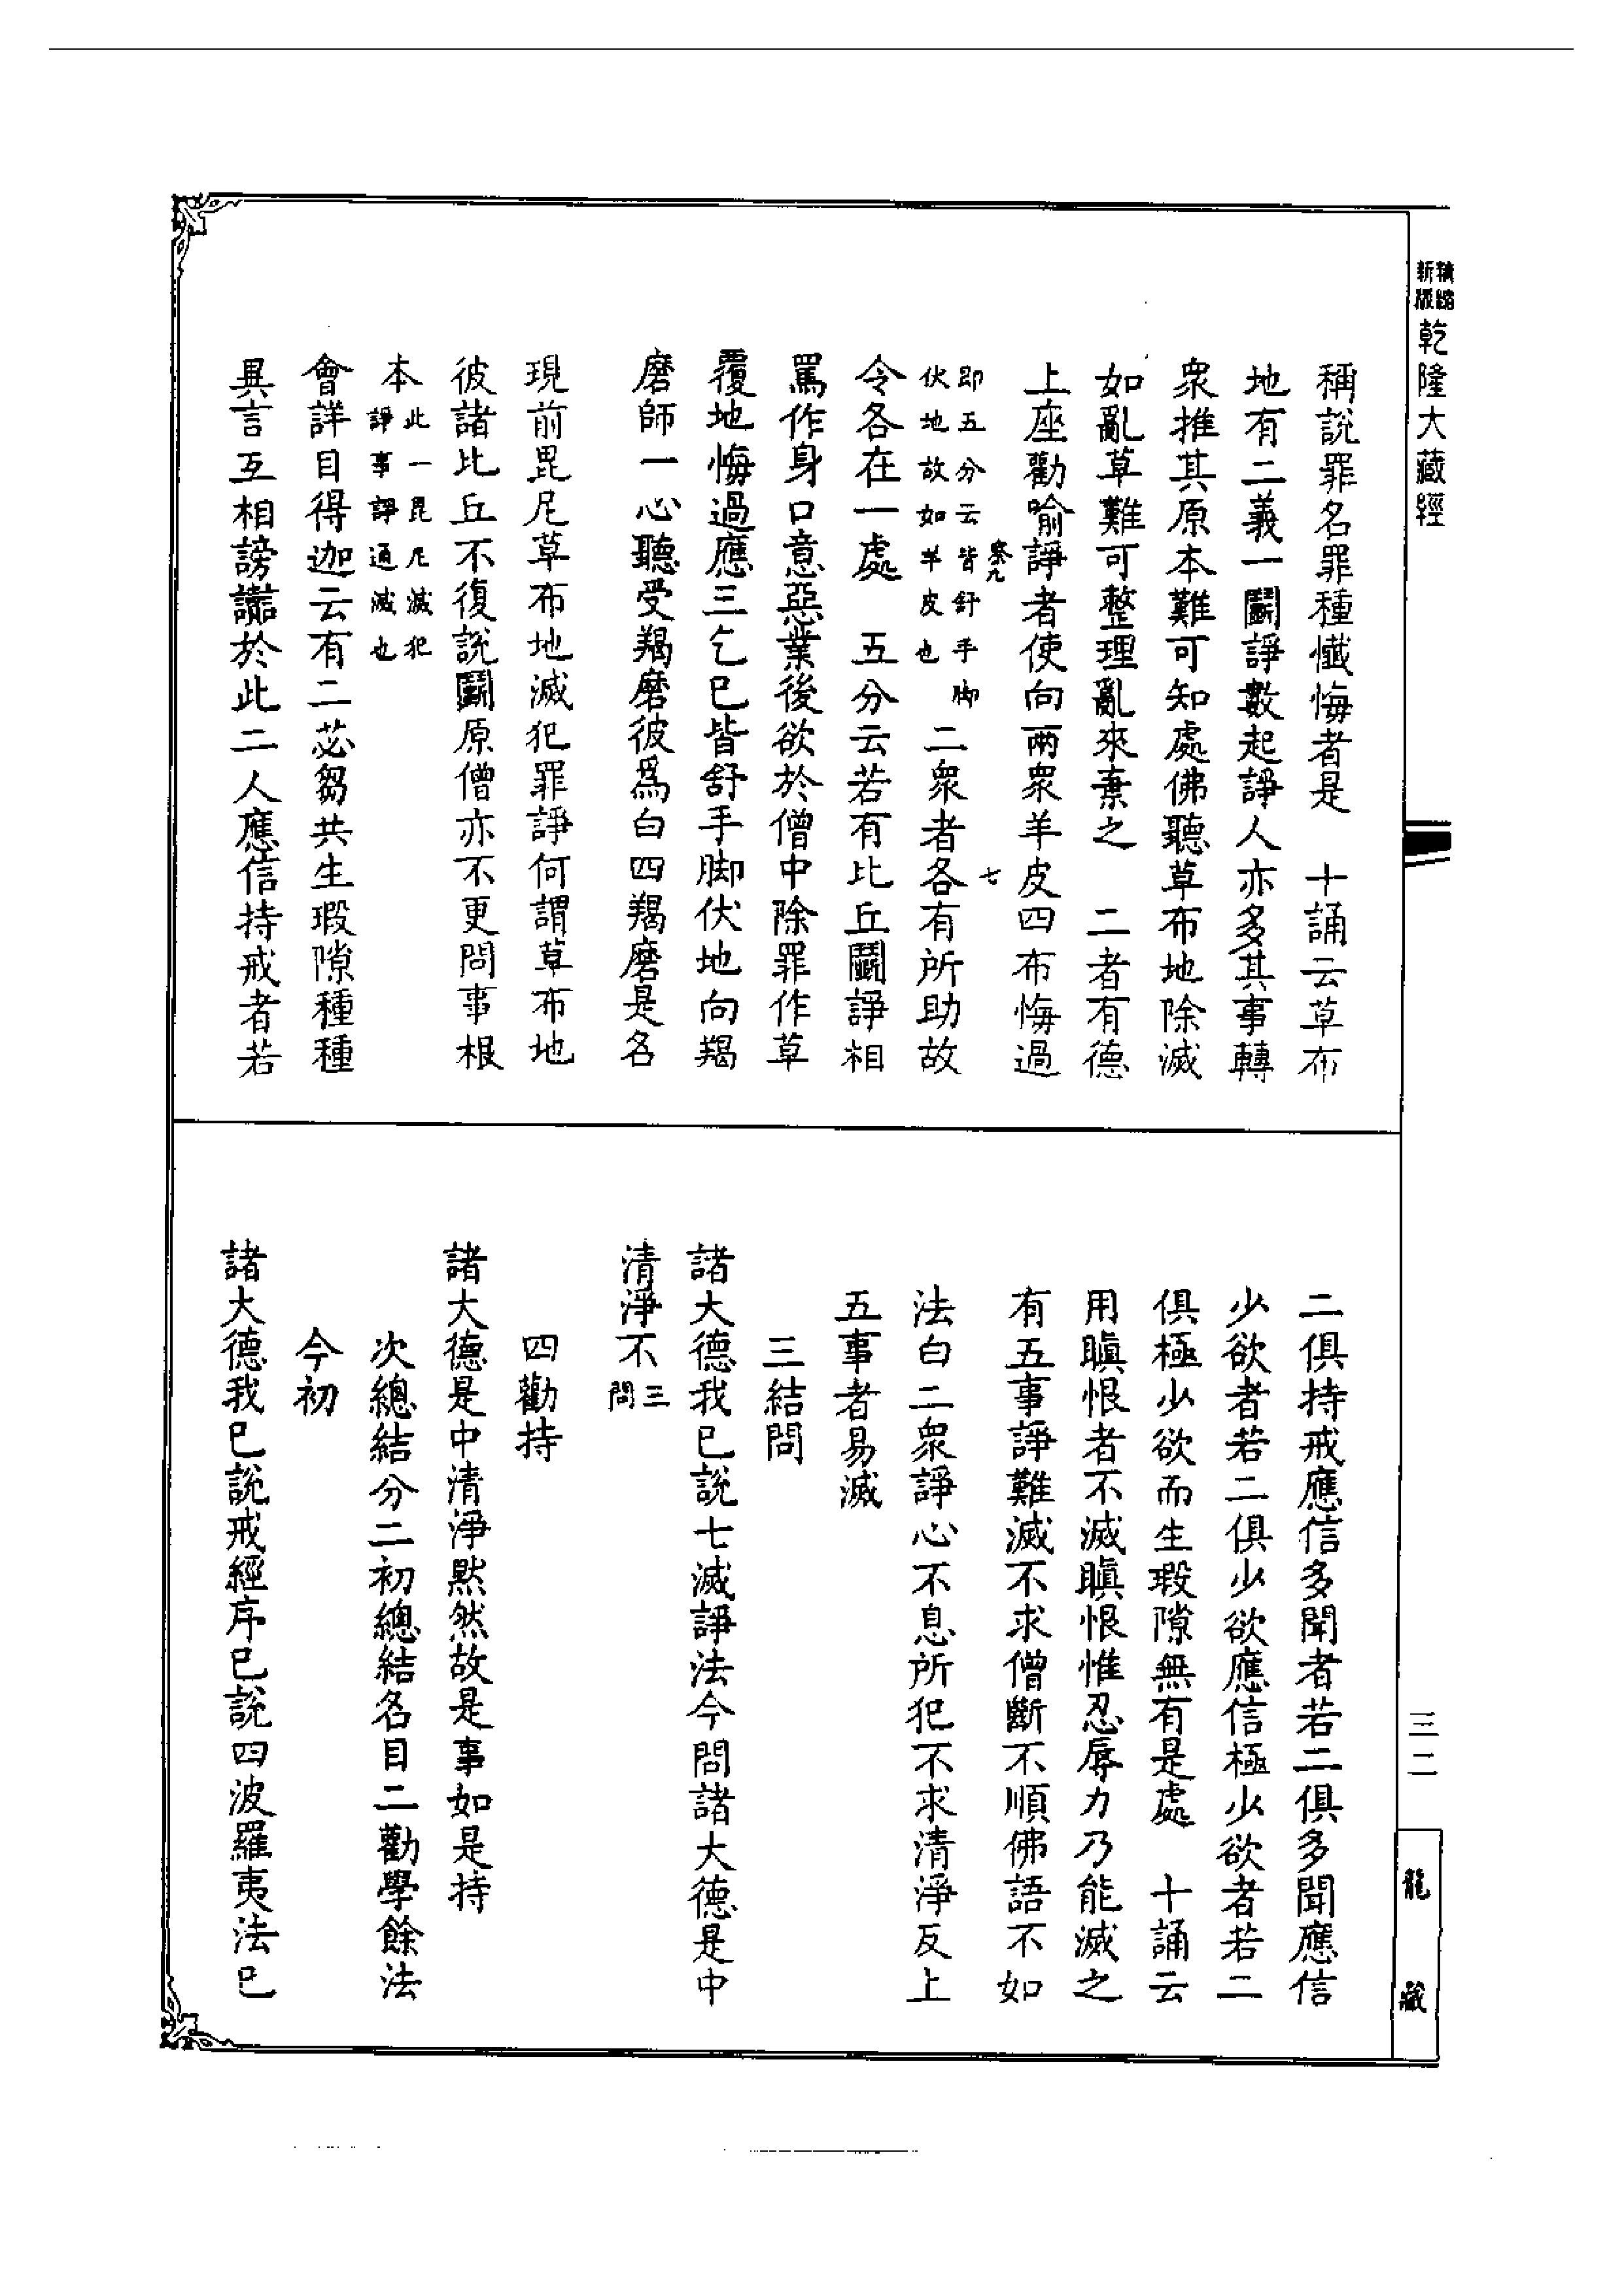 精縮新版乾隆大藏經
稱說罪名罪種懺悔者是　十誦云草布
地有二義一鬭諍數起諍人亦多其事轉
衆推其原本難可知處佛聽草布地除滅
如亂草難可整理亂來棄之　二者有德
上座勸喻諍者使向兩衆羊皮四布悔過
叅九　七
即五分云皆舒手脚伏地故如羊皮也二衆者各有所助故
令各在一處　五分云若有比丘鬭諍相
罵作身口意惡業後欲於僧中除罪作草
覆地悔過應三乞已皆舒手脚伏地向羯
磨師一心聽受羯磨彼爲白四羯磨是名
現前毘尼草布地滅犯罪諍何謂草布地
彼諸比丘不復說鬭原僧亦不更問事根
本此一毘尼滅犯諍事諍通滅也
會詳目得迦云有二苾芻共生瑕隙種種
異言互相謗讟於此二人應信持戒者若
二俱持戒應信多聞者若二俱多聞應信
少欲者若二俱少欲應信極少欲者若二
俱極少欲而生瑕隙無有是處　十誦云
用瞋恨者不滅瞋恨惟忍辱力乃能滅之
有五事諍難滅不求僧斷不順佛語不如
法白二衆諍心不息所犯不求清淨反上
五事者易滅
三結問
諸大德我已說七滅諍法今問諸大德是中
清淨不三問
四勸持
諸大德是中清淨默然故是事如是持
次總結分二初總結名目二勸學餘法
今初
諸大德我已說戒經序已說四波羅夷法已
三二
龍藏